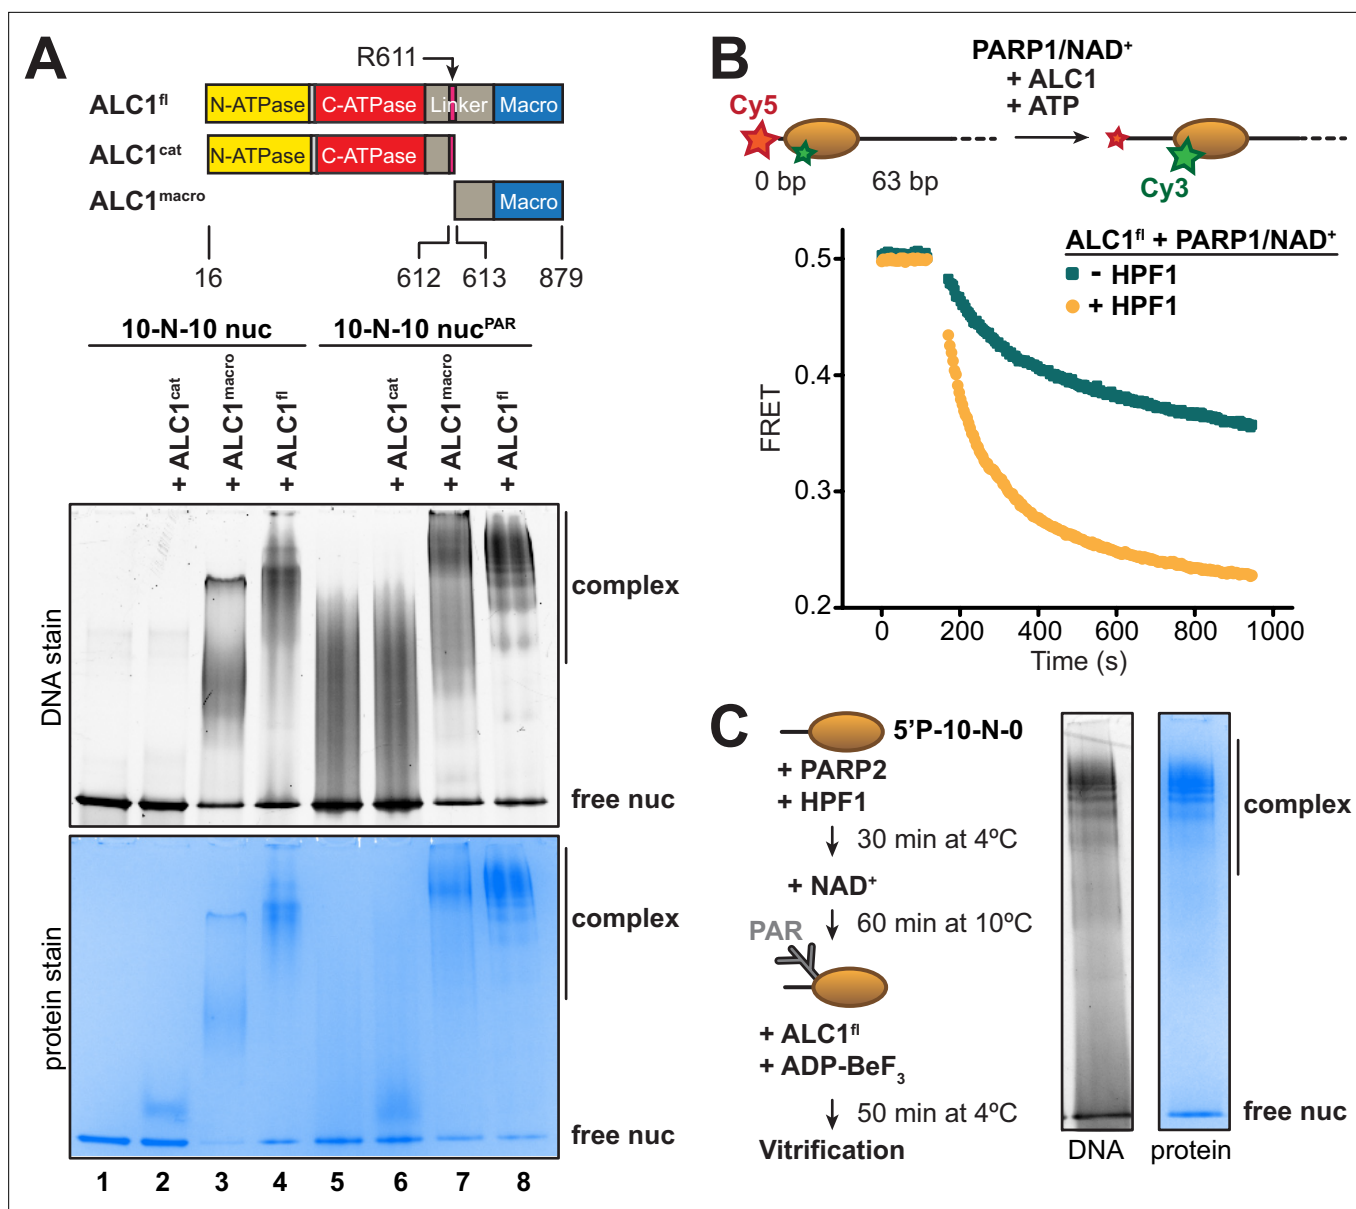 A
R611
ALC1fl
N-ATPase C-ATPase Linker Macro
ALC1cat
N-ATPase C-ATPase
ALC1macro
Macro
16 612 613 879
10-N-10 nuc 10-N-10 nucPAR
+ ALC1cat
+ ALC1macro
+ ALC1fl
+ ALC1cat
+ ALC1macro
+ ALC1fl
DNA stain
complex
free nuc
protein stain
complex
free nuc
1 2 3 4 5 6 7 8
B
PARP1/NAD+
+ ALC1
+ ATP
Cy5
0 bp 63 bp
Cy3
ALC1fl + PARP1/NAD+
- HPF1
+ HPF1
FRET
0.5
0.4
0.3
0.2
0 200 400 600 800 1000
Time (s)
C
5'P-10-N-0
+ PARP2
+ HPF1
30 min at 4ºC
+ NAD+
60 min at 10ºC
PAR
+ ALC1fl
+ ADP-BeF3
50 min at 4ºC
Vitrification
complex
free nuc
DNA protein